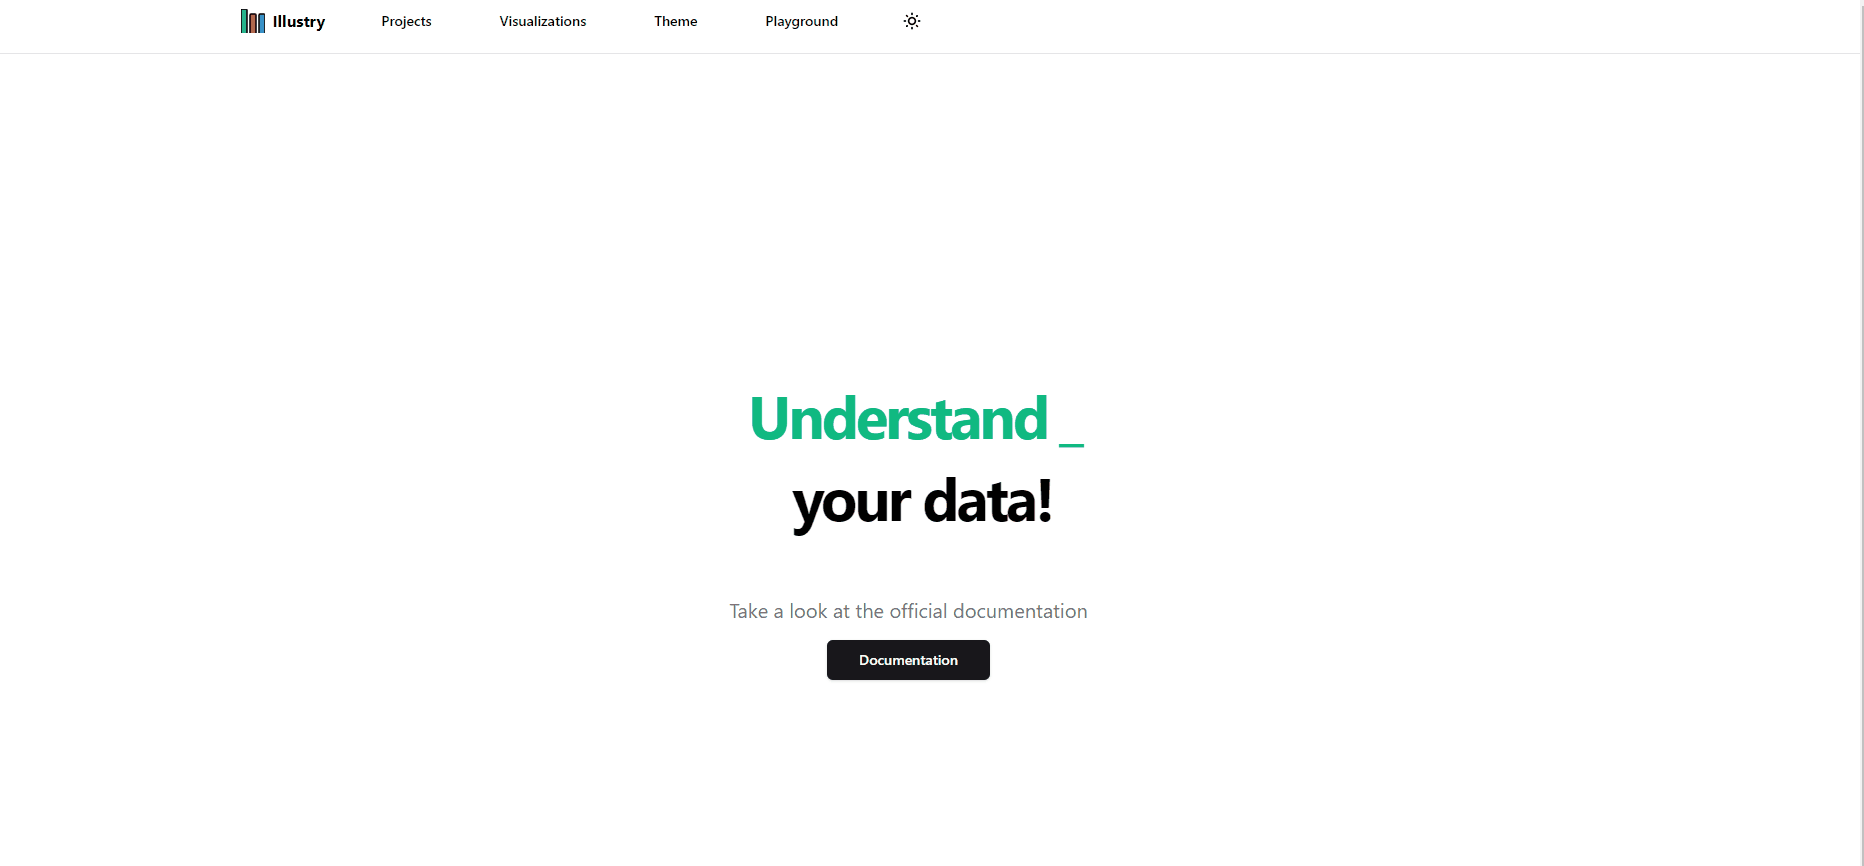 Illustry Projects Visualizations Theme Playground
Understand _
your data!
Take a look at the official documentation
Documentation